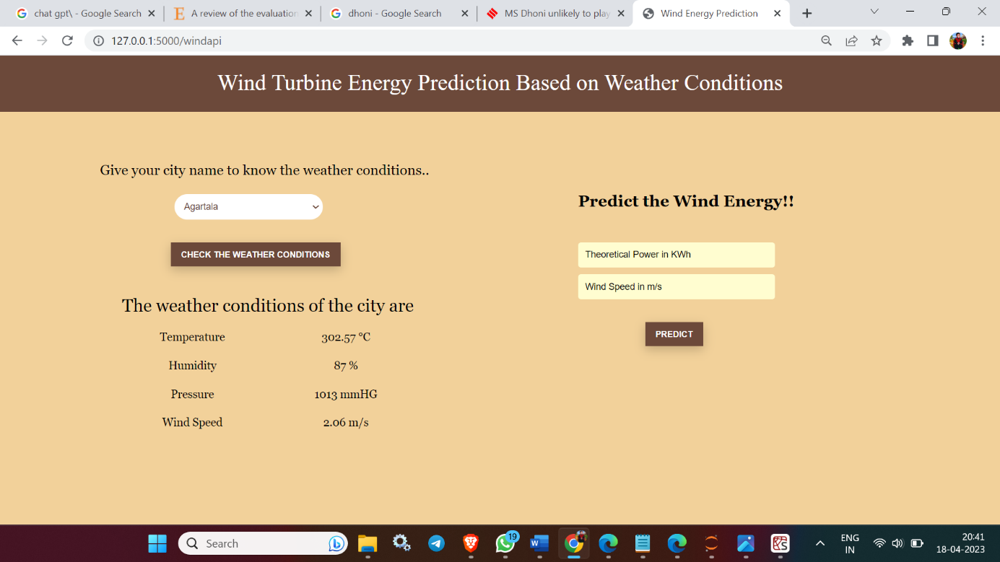 chat gpt\ - Google Search
A review of the evaluation
dhoni - Google Search
MS Dhoni unlikely to play
Wind Energy Prediction
127.0.0.1:5000/windapi
Wind Turbine Energy Prediction Based on Weather Conditions
Give your city name to know the weather conditions..
Agartala
CHECK THE WEATHER CONDITIONS
The weather conditions of the city are
Temperature 302.57 °C
Humidity 87 %
Pressure 1013 mmHG
Wind Speed 2.06 m/s
Predict the Wind Energy!!
Theoretical Power in KWh
Wind Speed in m/s
PREDICT
Search
19
ENG
IN
20:41
18-04-2023